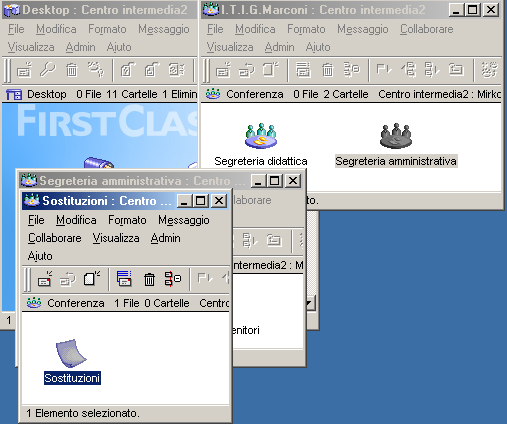 Desktop : Centro intermedia2
File Modifica Formato Messaggio
Visualizza Admin Aiuto
Desktop 0 File 11 Cartelle 1 Elimin
FIRSTCLAS
1
I.T.I.G.Marconi : Centro intermedia2
File Modifica Formato Messaggio Collaborare
Visualizza Admin Aiuto
Conferenza 0 File 2 Cartelle Centro intermedia2 : Mirko
Segreteria didattica
Segreteria amministrativa
to.
Segreteria amministrativa : Centro ...
aborare
ntermedia2 : M
enitori
Sostituzioni : Centro ...
File Modifica Formato Messaggio
Collaborare Visualizza Admin
Aiuto
Conferenza 1 File 0 Cartelle Centro
Sostituzioni
1 Elemento selezionato.